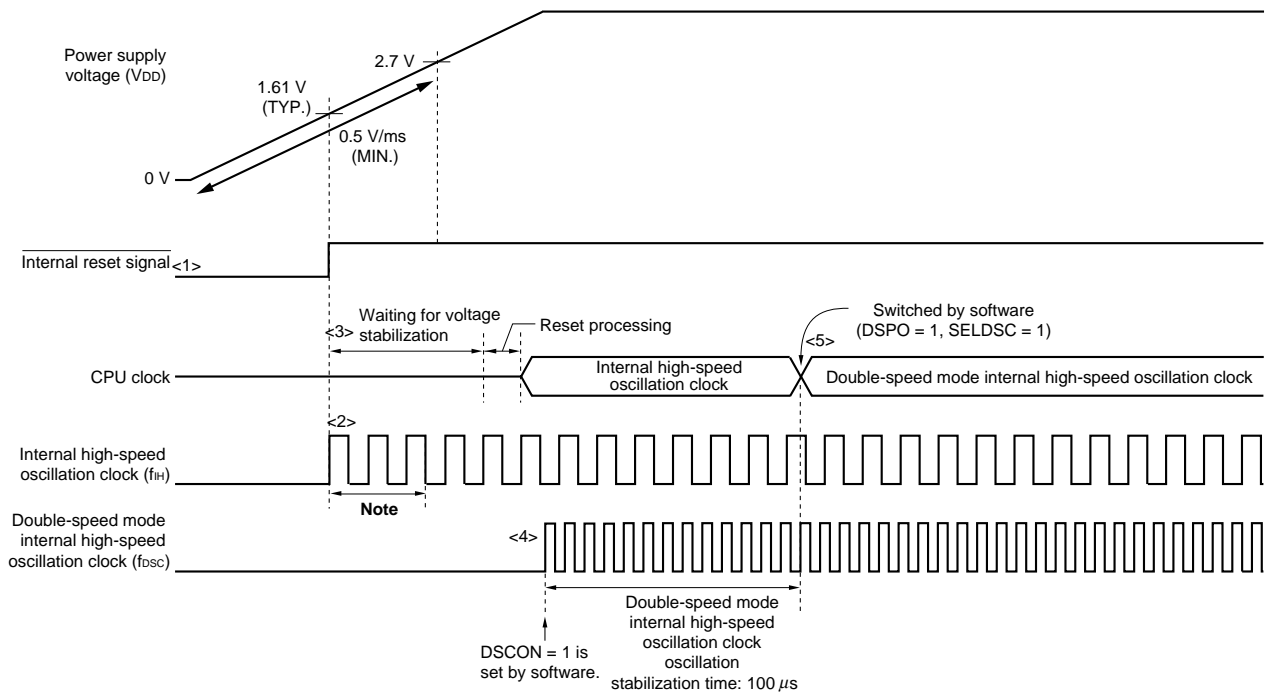 Power supply
voltage (VDD)
2.7 V
1.61 V
(TYP.)
0.5 V/ms
(MIN.)
0 V
Internal reset signal
<1>
<3>
Waiting for voltage
stabilization
Reset processing
Switched by software
(DSPO = 1, SELDSC = 1)
<5>
CPU clock
Internal high-speed
oscillation clock
Double-speed mode internal high-speed oscillation clock
<2>
Internal high-speed
oscillation clock (fIH)
Note
Double-speed mode
internal high-speed
oscillation clock (fDSC)
<4>
Double-speed mode
internal high-speed
oscillation clock
oscillation
stabilization time: 100 μs
DSCON = 1 is
set by software.